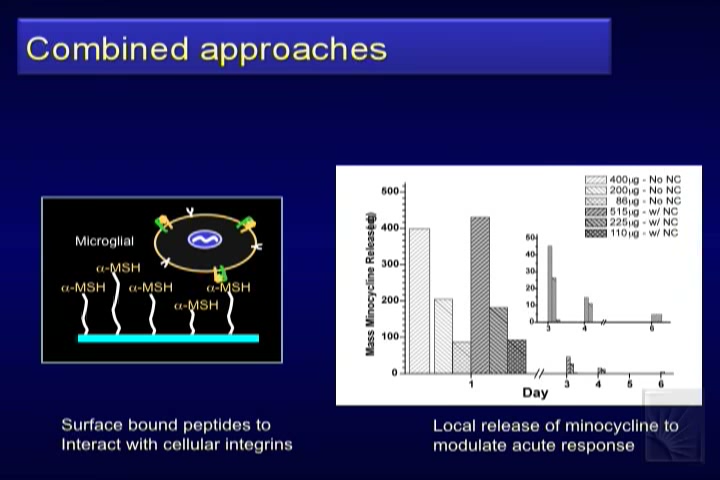 Combined approaches
Microglial
α-MSH
α-MSH α-MSH α-MSH
α-MSH
Surface bound peptides to
Interact with cellular integrins
400µg - No NC
200µg - No NC
86µg - No NC
515µg - w/ NC
225µg - w/ NC
110µg - w/ NC
Mass Minocycline Released
500
400
300
200
100
0
60
50
40
30
20
10
0
3 4 6
1 3 4 5 6
Day
Local release of minocycline to
modulate acute response